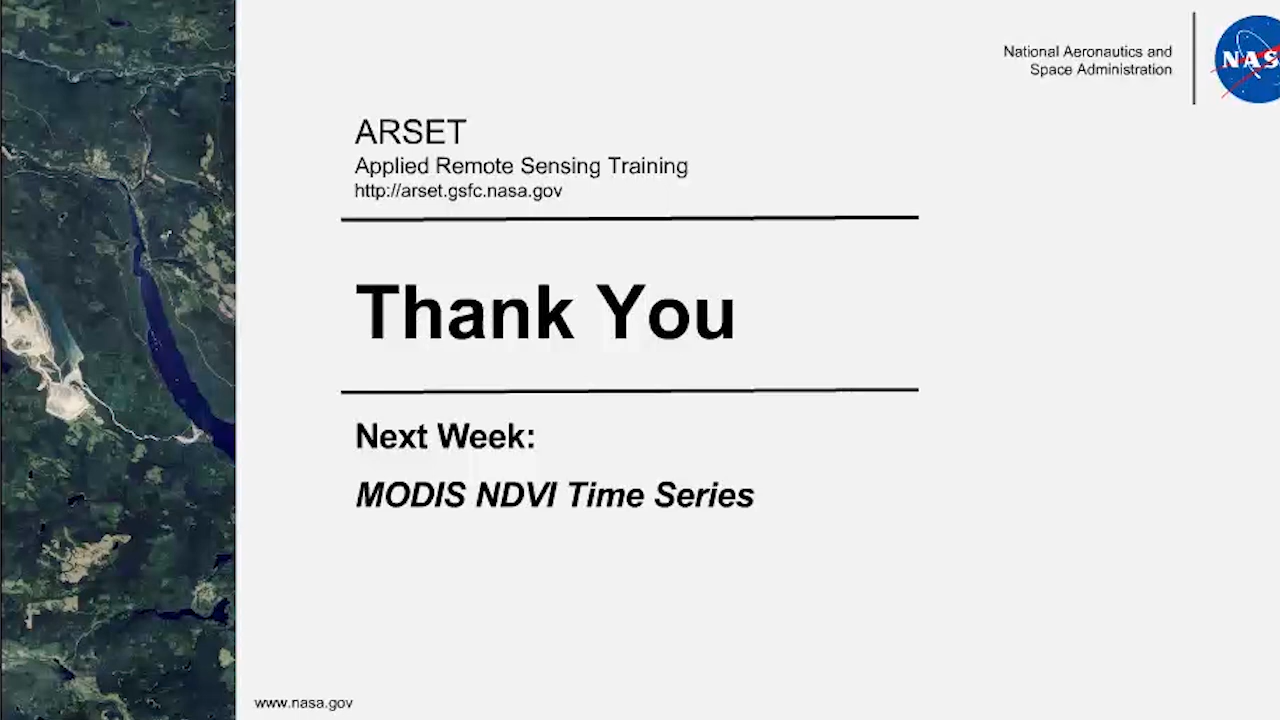 National Aeronautics and
Space Administration
NAS
ARSET
Applied Remote Sensing Training
http://arset.gsfc.nasa.gov
Thank You
Next Week:
MODIS NDVI Time Series
www.nasa.gov